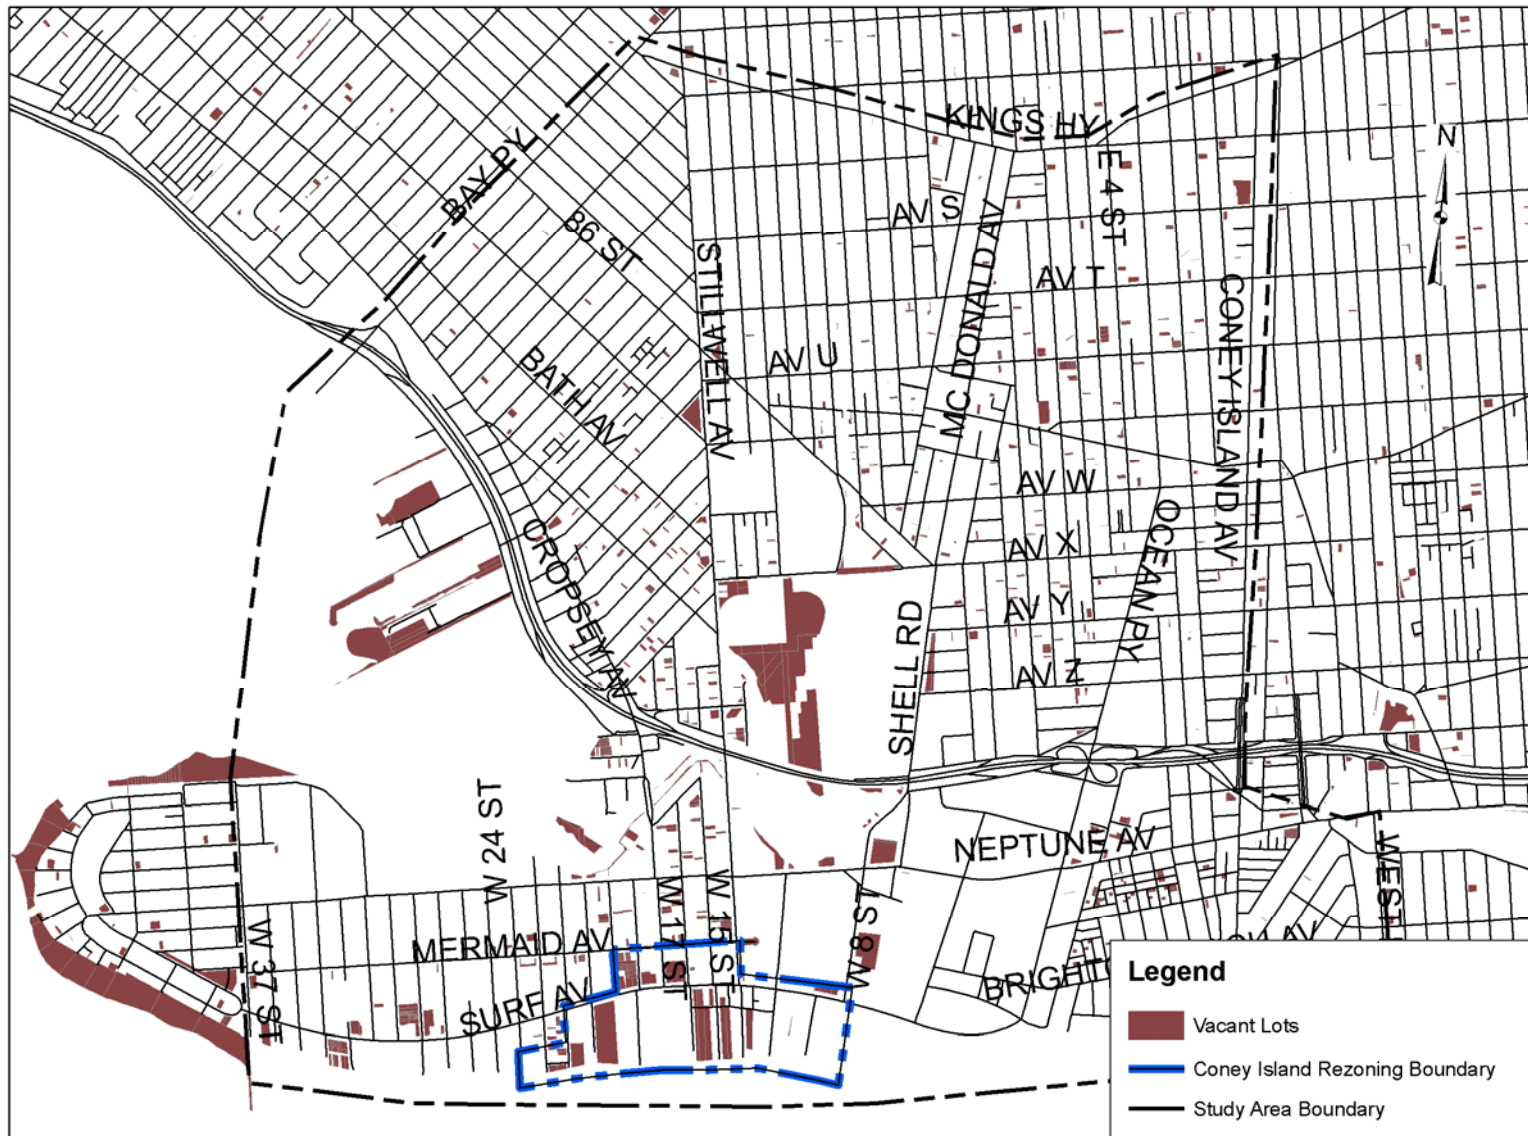 KINGS HY
N
BAY PY
E 4 ST
AV S
86 ST
MC DONALD AV
STILLWELL AV
AV T
CONEY ISLAND AV
AV U
BATH AV
AV W
OCEAN PY
CROPSEY AV
AV X
AV Y
SHELL RD
AV Z
W 24 ST
NEPTUNE AV
WEST
W 17 ST
W 15 ST
W 8 ST
W 37 ST
MERMAID AV
SURF AV
AV
Legend
Vacant Lots
Coney Island Rezoning Boundary
Study Area Boundary